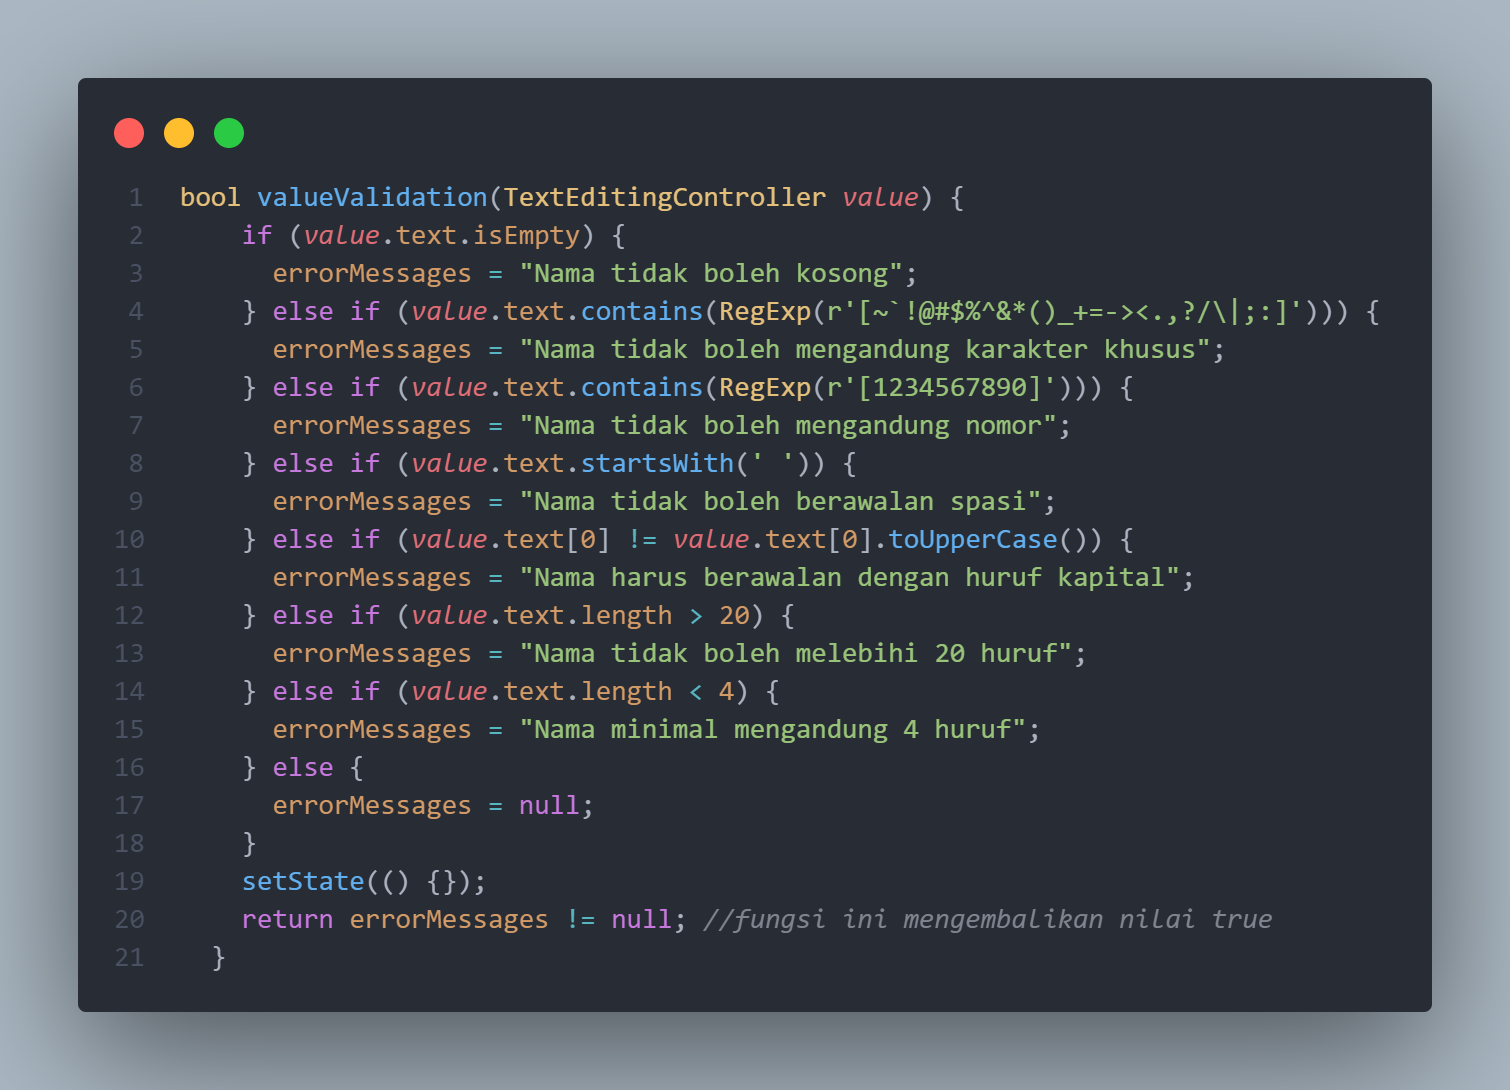 1 bool valueValidation(TextEditingController value) {
2 if (value.text.isEmpty) {
3 errorMessages = "Nama tidak boleh kosong";
4 } else if (value.text.contains(RegExp(r'[~`!@#$%^&*()_+=-><.,?/\|;:]'))) {
5 errorMessages = "Nama tidak boleh mengandung karakter khusus";
6 } else if (value.text.contains(RegExp(r'[1234567890]'))) {
7 errorMessages = "Nama tidak boleh mengandung nomor";
8 } else if (value.text.startsWith(' ')) {
9 errorMessages = "Nama tidak boleh berawalan spasi";
10 } else if (value.text[0] != value.text[0].toUpperCase()) {
11 errorMessages = "Nama harus berawalan dengan huruf kapital";
12 } else if (value.text.length > 20) {
13 errorMessages = "Nama tidak boleh melebihi 20 huruf";
14 } else if (value.text.length < 4) {
15 errorMessages = "Nama minimal mengandung 4 huruf";
16 } else {
17 errorMessages = null;
18 }
19 setState(() {});
20 return errorMessages != null; //fungsi ini mengembalikan nilai true
21 }